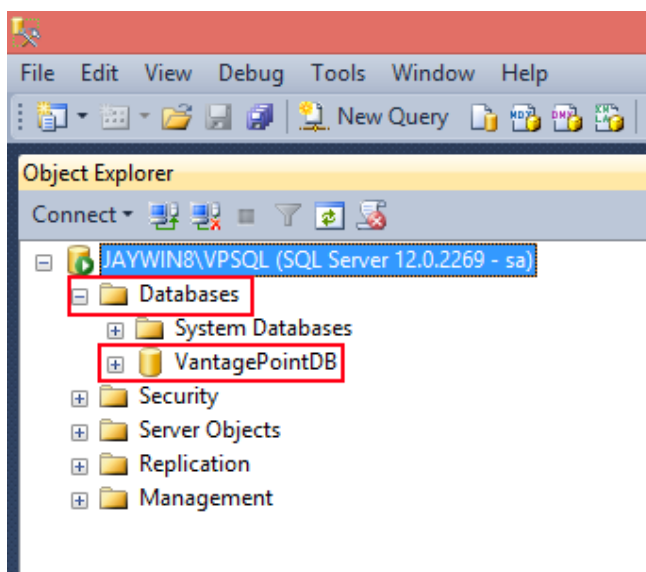 File Edit View Debug Tools Window Help
New Query
Object Explorer
Connect
JAYWIN8\VPSQL (SQL Server 12.0.2269 - sa)
Databases
System Databases
VantagePointDB
Security
Server Objects
Replication
Management